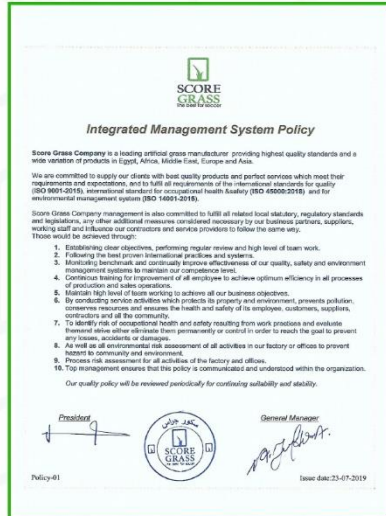 SCORE
GRASS
the best for soccer
Integrated Management System Policy
Score Grass Company is a leading artificial grass manufacturer providing highest quality standards and a
wide variation of products in Egypt, Africa, Middle East, Europe and Asia.
We are committed to supply our clients with best quality products and perfect services which meet their
requirements and expectations, and to fulfil all requirements of the international standards for quality
(ISO 9001-2015), international standard for occupational health &safety (ISO 45000:2018) and for
environmental management system (ISO 14001-2015).
Score Grass Company management is also committed to fulfill all related local statutory, regulatory standards
and legislations, any other additional measures considered necessary by our business partners, suppliers,
working staff and influence our contractors and service providers to follow the same way.
Those would be achieved through:
1. Establishing clear objectives, performing regular review and high level of team work.
2. Following the best proven international practices and systems.
3. Monitoring benchmark and continually improve effectiveness of our quality, safety and environment
management systems to maintain our competence level.
4. Continuous training for improvement of all employee to achieve optimum efficiency in all processes
of production and sales operations.
5. Maintain high level of team working to achieve all our business objectives.
6. By conducting service activities which protects its property and environment, prevents pollution,
conserves resources and ensures the health and safety of its employee, customers, suppliers,
contractors and all the community.
7. To identify risk of occupational health and safety resulting from work practices and evaluate
themand strive either eliminate them permanently or control in order to reach the goal to prevent
any losses, accidents or damages.
8. As well as all environmental risk assessment of all activities in our factory or offices to prevent
hazard to community and environment.
9. Process risk assessment for all activities of the factory and offices.
10. Top management ensures that this policy is communicated and understood within the organization.
Our quality policy will be reviewed periodically for continuing suitability and stability.
President
General Manager
سكور جراس
SCORE
GRASS
Policy-01
Issue date:23-07-2019